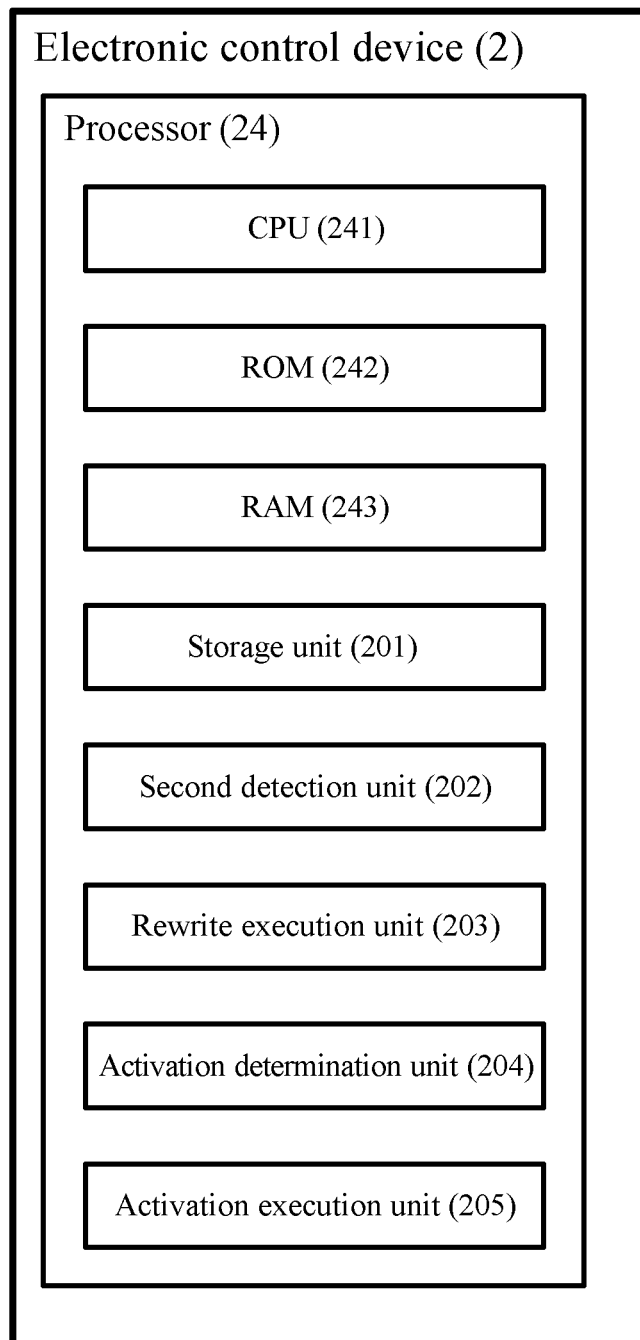 Electronic control device (2)
Processor (24)
CPU (241)
ROM (242)
RAM (243)
Storage unit (201)
Second detection unit (202)
Rewrite execution unit (203)
Activation determination unit (204)
Activation execution unit (205)